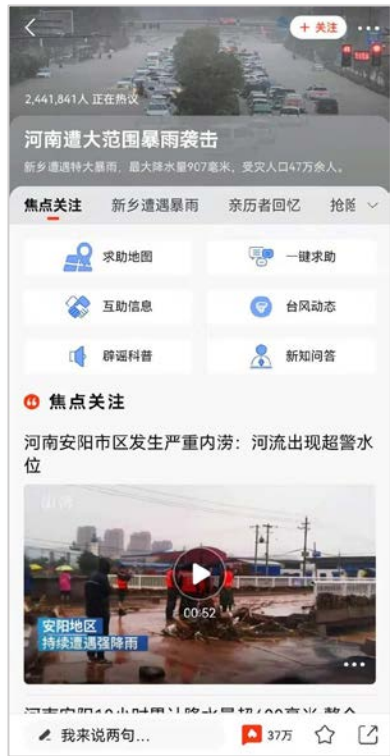 + 关注
2,441,841人 正在热议
河南遭大范围暴雨袭击
新乡遭遇特大暴雨，最大降水量907毫米，受灾人口47万余人。
焦点关注 新乡遭遇暴雨 亲历者回忆 抢险
求助地图 一键求助
互助信息 台风动态
辟谣科普 新知问答
焦点关注
河南安阳市区发生严重内涝：河流出现超警水
位
00:52
安阳地区
持续遭遇强降雨
我来说两句... 37万